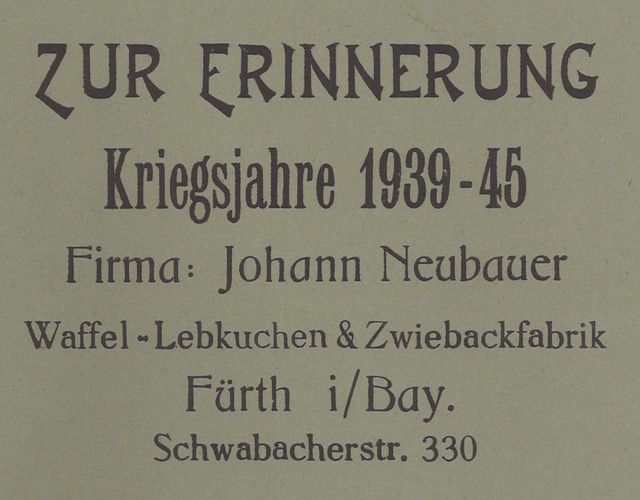 ZUR ERINNERUNG
Kriegsjahre 1939-45
Firma: Johann Neubauer
Waffel-Lebkuchen & Zwiebackfabrik
Fürth i/Bay.
Schwabacherstr. 330